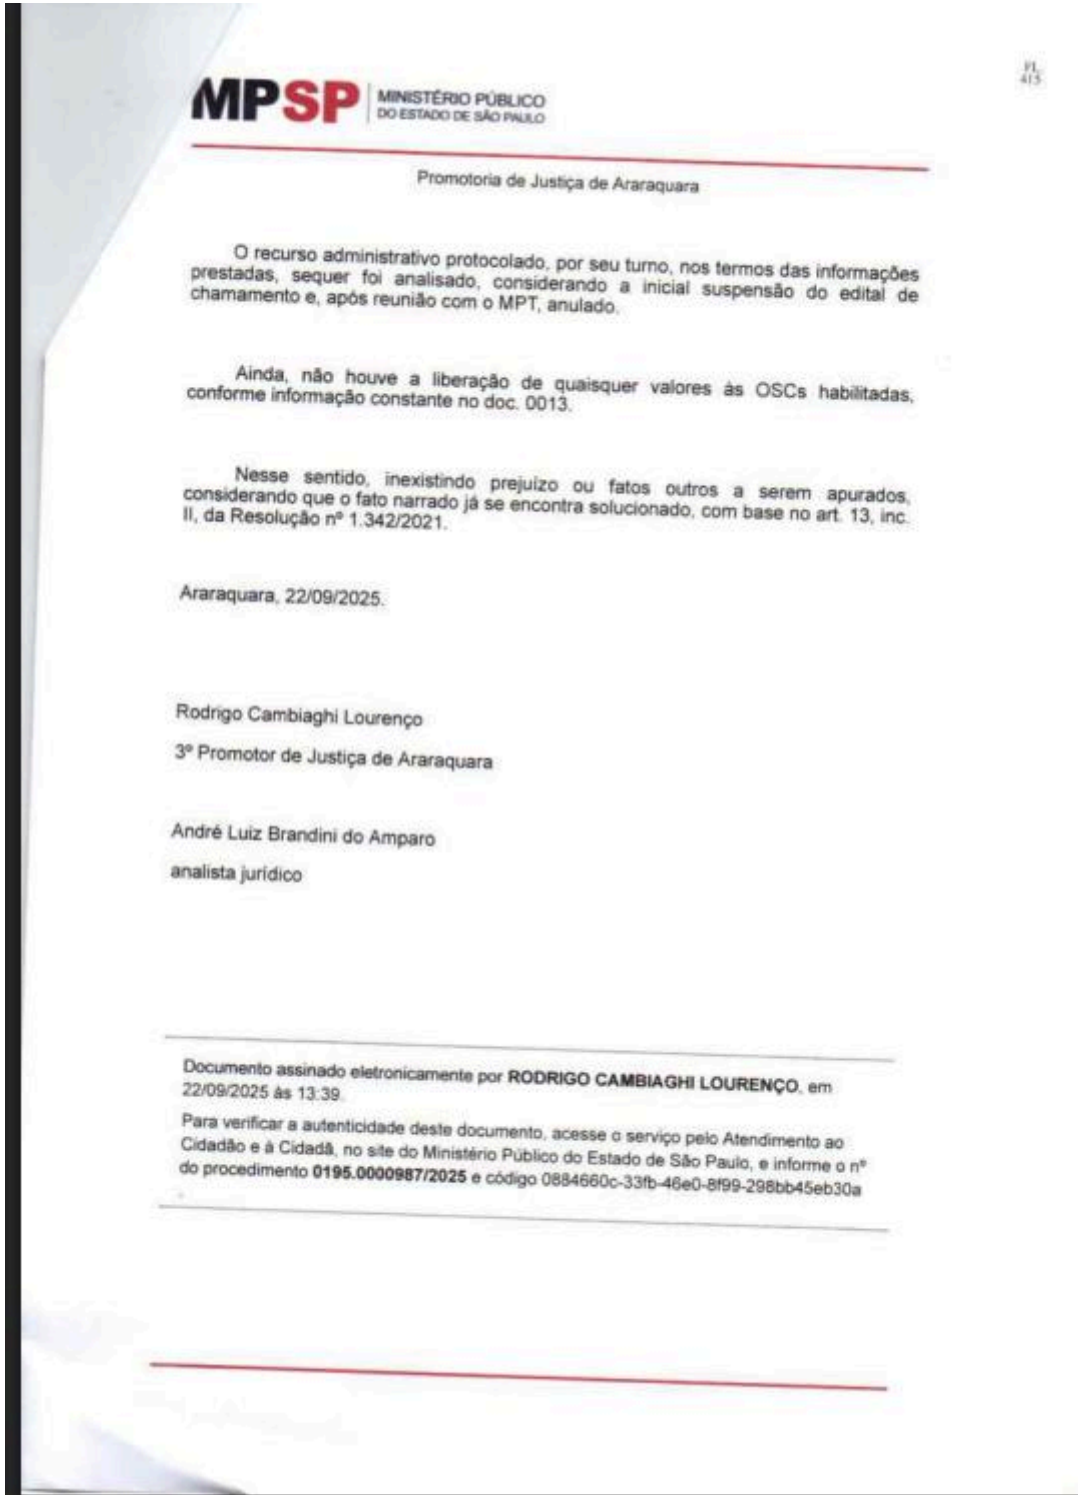 FL
415
MPSP MINISTÉRIO PÚBLICO
DO ESTADO DE SÃO PAULO
Promotoria de Justiça de Araraquara
O recurso administrativo protocolado, por seu turno, nos termos das informações
prestadas, sequer foi analisado, considerando a inicial suspensão do edital de
chamamento e, após reunião com o MPT, anulado.
Ainda, não houve a liberação de quaisquer valores às OSCs habilitadas,
conforme informação constante no doc. 0013.
Nesse sentido, inexistindo prejuízo ou fatos outros a serem apurados,
considerando que o fato narrado já se encontra solucionado, com base no art. 13, inc.
II, da Resolução nº 1.342/2021.
Araraquara, 22/09/2025.
Rodrigo Cambiaghi Lourenço
3º Promotor de Justiça de Araraquara
André Luiz Brandini do Amparo
analista jurídico
Documento assinado eletronicamente por RODRIGO CAMBIAGHI LOURENÇO, em
22/09/2025 às 13:39.
Para verificar a autenticidade deste documento, acesse o serviço pelo Atendimento ao
Cidadão e à Cidadã, no site do Ministério Público do Estado de São Paulo, e informe o nº
do procedimento 0195.0000987/2025 e código 0884660c-33fb-46e0-8f99-298bb45eb30a